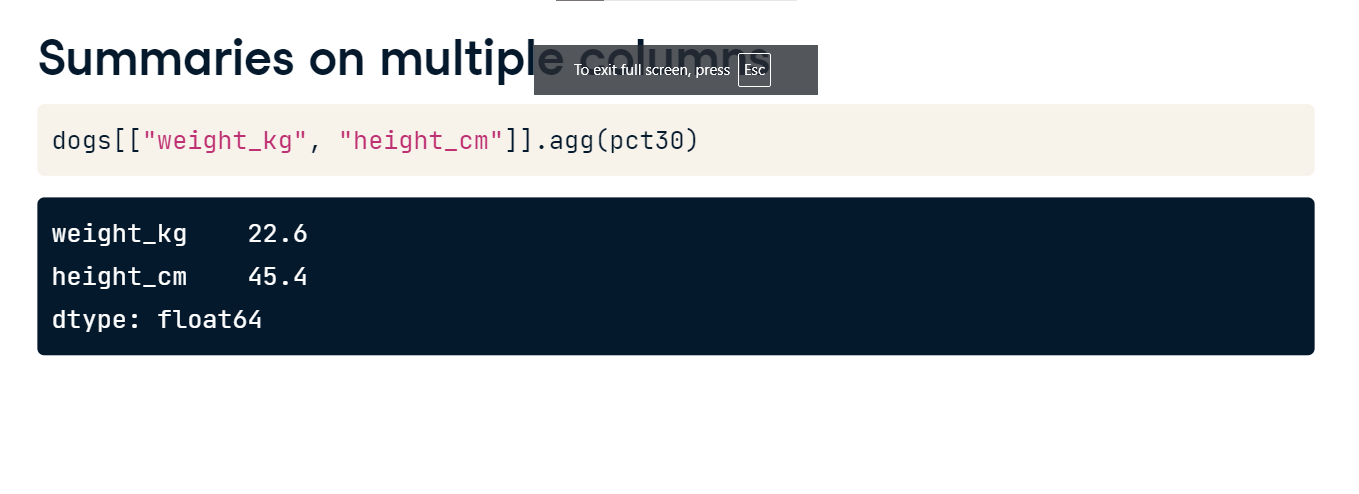 Summaries on multiple columns
To exit full screen, press Esc
dogs[["weight_kg", "height_cm"]].agg(pct30)
weight_kg    22.6
height_cm    45.4
dtype: float64